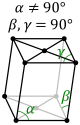 α ≠ 90°
β, γ = 90°
γ
β
α